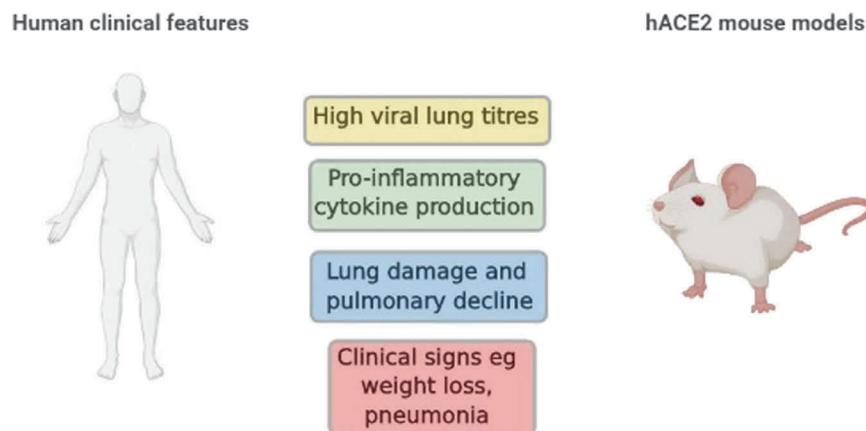 Human clinical features
hACE2 mouse models
High viral lung titres
Pro-inflammatory
cytokine production
Lung damage and
pulmonary decline
Clinical signs eg
weight loss,
pneumonia